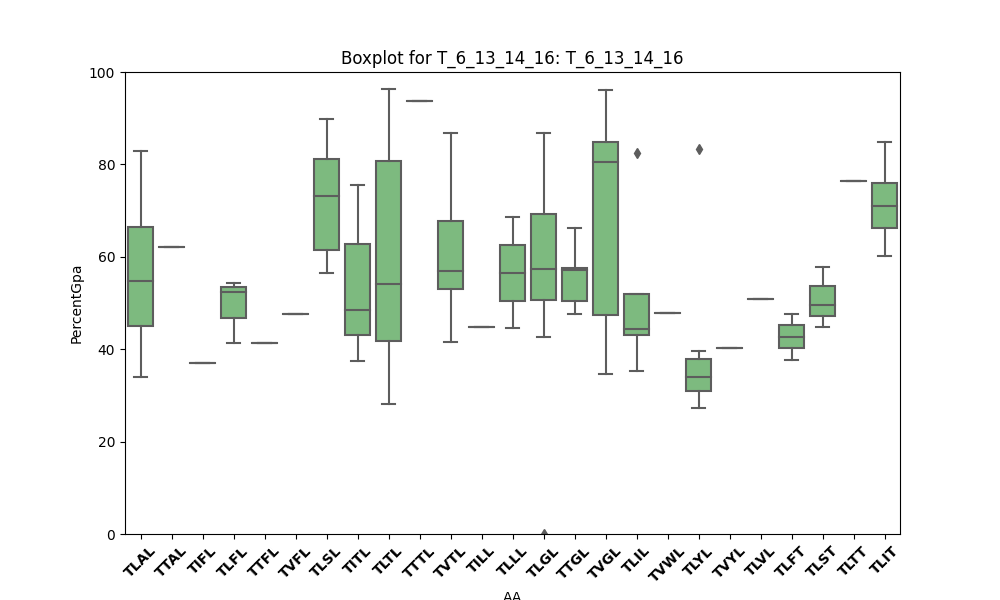 Boxplot for T_6_13_14_16: T_6_13_14_16
PercentGpa
100
80
60
40
20
0
TLAL TTAL TIFL TLFL TTFL TVFL TLSL TITL TLTL TTTL TVTL TILL TLLL TLGL TTGL TVGL TLIL TVWL TLYL TVYL TLVL TLFT TLST TLTT TLIT
AA